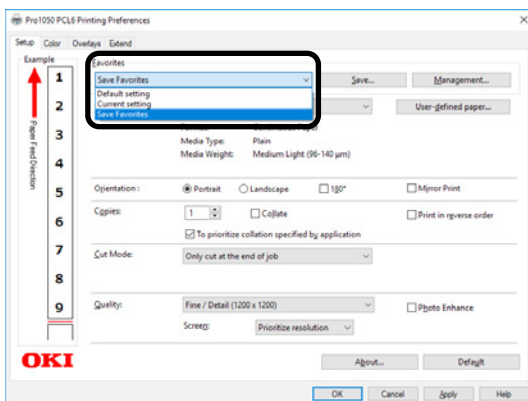 Pro1050 PCL6 Printing Preferences
Setup Color Overlays Extend
Example
Paper Feed Direction
1
2
3
4
5
6
7
8
9
OKI
Favorites
Save Favorites
Save...
Management...
Default setting
Current setting
Save Favorites
User-defined paper...
Media Type: Plain
Media Weight: Medium Light (96-140 μm)
Orientation : Portrait Landscape 180° Mirror Print
Copies: 1 Collate Print in reverse order
To prioritize collation specified by application
Cut Mode: Only cut at the end of job
Quality: Fine / Detail (1200 x 1200) Photo Enhance
Screen: Prioritize resolution
About... Default
OK Cancel Apply Help